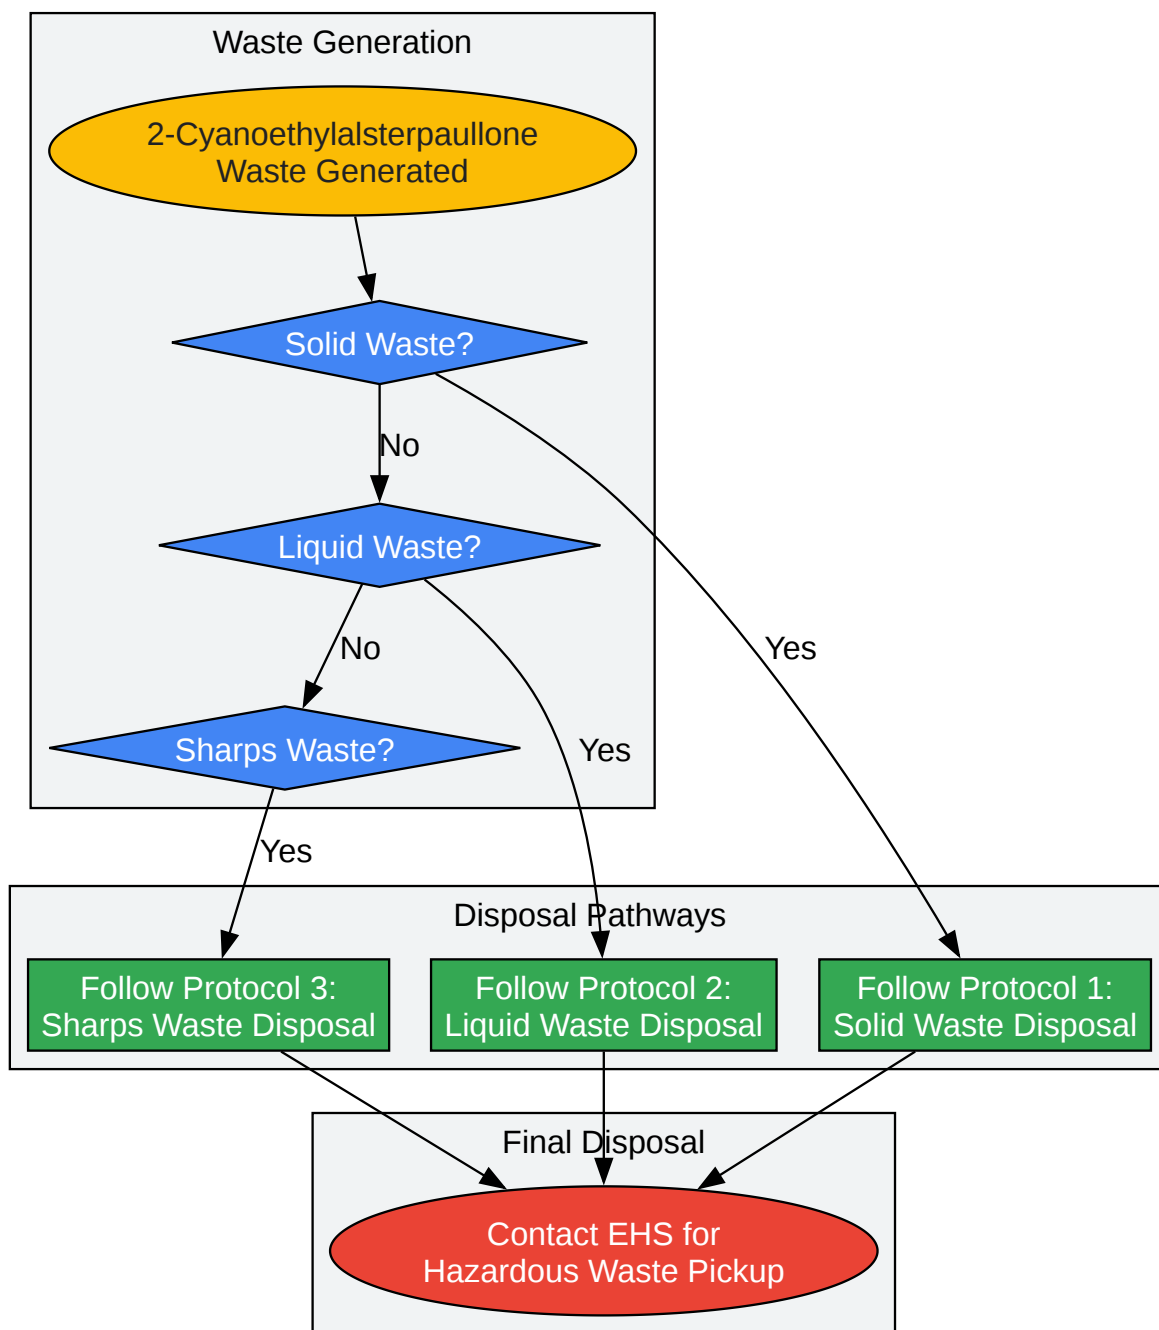 Waste Generation
2-Cyanoethylalsterpaullone
Waste Generated
Solid Waste?
No
Liquid Waste?
No
Yes
Sharps Waste?
Yes
Yes
Disposal Pathways
Follow Protocol 3:
Sharps Waste Disposal
Follow Protocol 2:
Liquid Waste Disposal
Follow Protocol 1:
Solid Waste Disposal
Final Disposal
Contact EHS for
Hazardous Waste Pickup